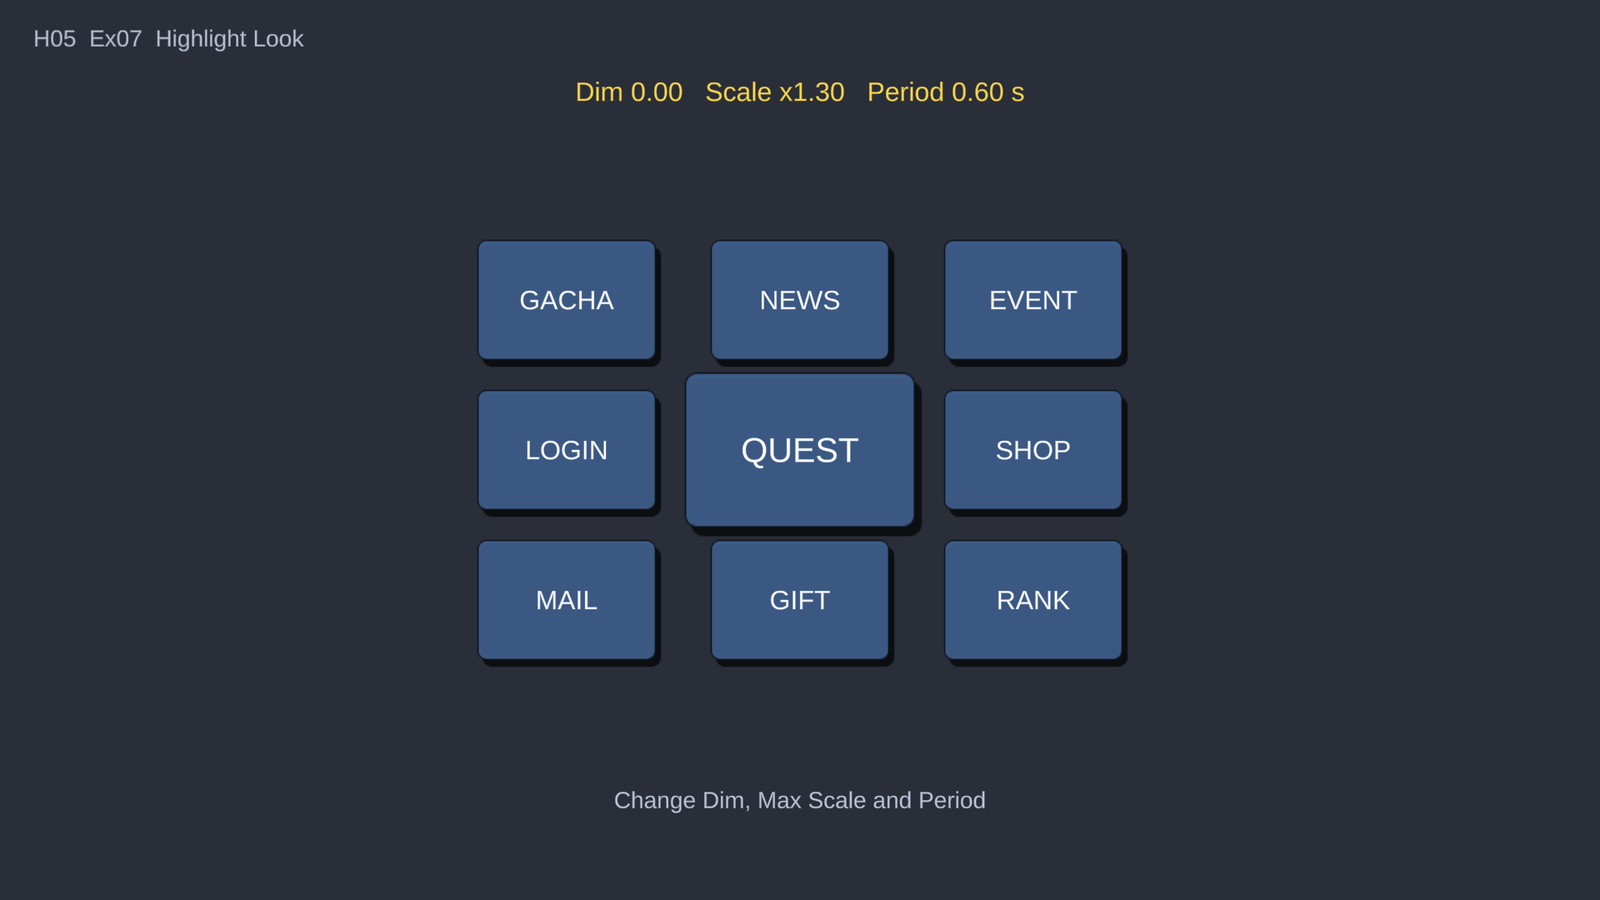 H05 Ex07 Highlight Look
Dim 0.00 Scale x1.30 Period 0.60 s
GACHA NEWS EVENT
LOGIN QUEST SHOP
MAIL GIFT RANK
Change Dim, Max Scale and Period